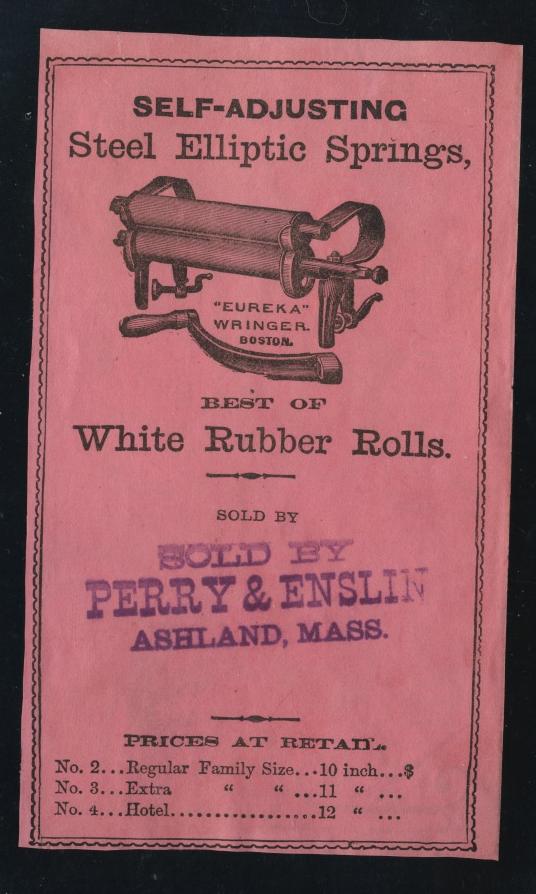 SELF-ADJUSTING
Steel Elliptic Springs,
"EUREKA"
WRINGER.
BOSTON.
BEST OF
White Rubber Rolls.
SOLD BY
SOLD BY
PERRY & ENSLIN
ASHLAND, MASS.
PRICES AT RETAIL.
No. 2...Regular Family Size...10 inch...$
No. 3...Extra “ “ ...11 “ ...
No. 4...Hotel..................12 “ ...